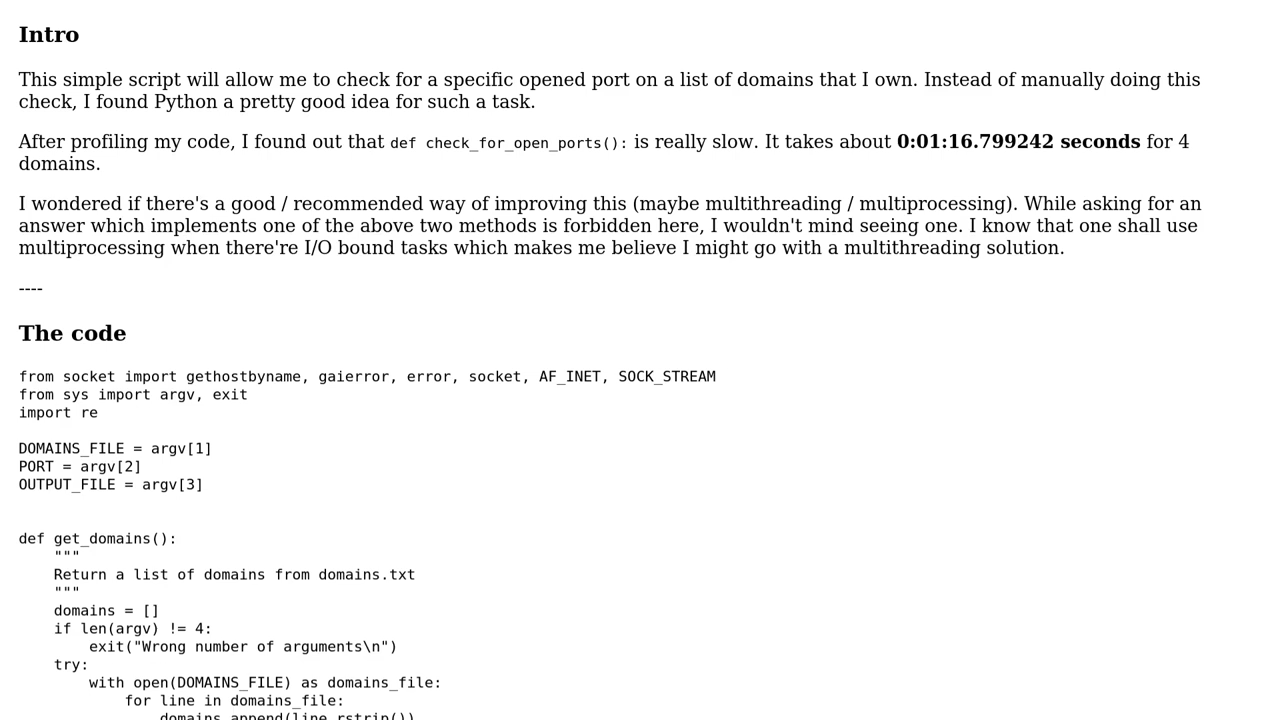 Intro
This simple script will allow me to check for a specific opened port on a list of domains that I own. Instead of manually doing this
check, I found Python a pretty good idea for such a task.
After profiling my code, I found out that def check_for_open_ports(): is really slow. It takes about 0:01:16.799242 seconds for 4
domains.
I wondered if there's a good / recommended way of improving this (maybe multithreading / multiprocessing). While asking for an
answer which implements one of the above two methods is forbidden here, I wouldn't mind seeing one. I know that one shall use
multiprocessing when there're I/O bound tasks which makes me believe I might go with a multithreading solution.
----
The code
from socket import gethostbyname, gaierror, error, socket, AF_INET, SOCK_STREAM
from sys import argv, exit
import re
DOMAINS_FILE = argv[1]
PORT = argv[2]
OUTPUT_FILE = argv[3]
def get_domains():
    """
    Return a list of domains from domains.txt
    """
    domains = []
    if len(argv) != 4:
        exit("Wrong number of arguments\n")
    try:
        with open(DOMAINS_FILE) as domains_file:
            for line in domains_file:
                domains.append(line.rstrip())